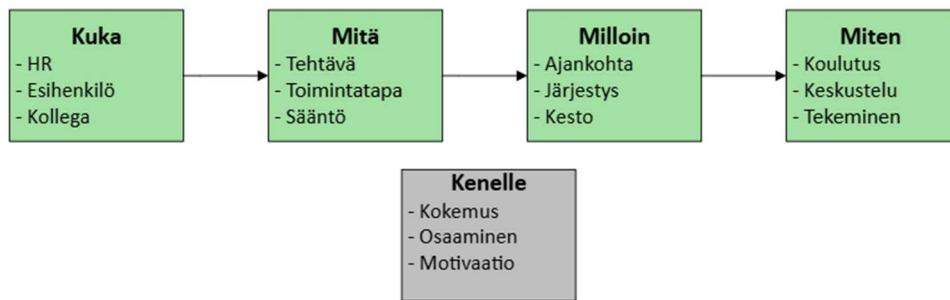 Kuka
- HR
- Esihenkilö
- Kollega
Mitä
- Tehtävä
- Toimintatapa
- Sääntö
Milloin
- Ajankohta
- Järjestys
- Kesto
Miten
- Koulutus
- Keskustelu
- Tekeminen
Kenelle
- Kokemus
- Osaaminen
- Motivaatio